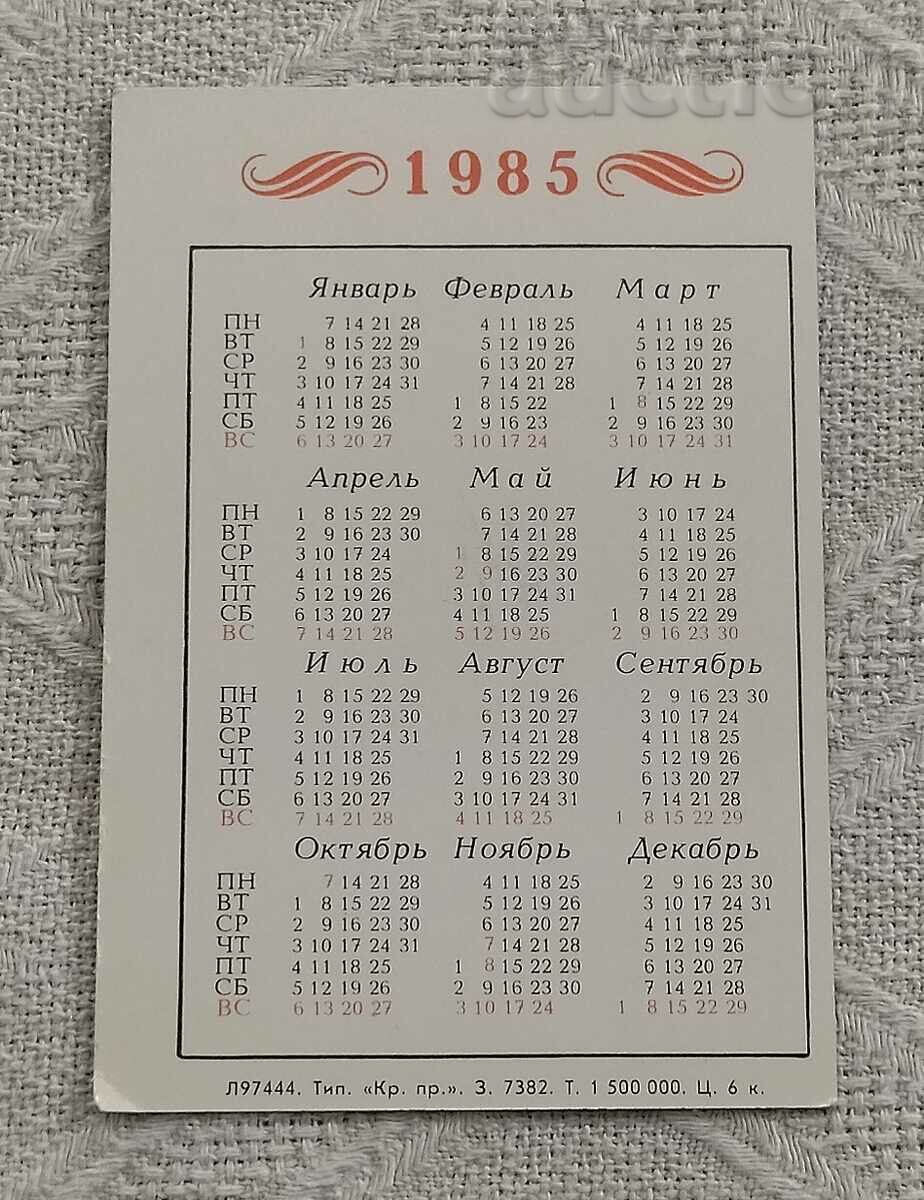 auctic
1985
Январь Февраль Март
ПН 7 14 21 28 4 11 18 25 4 11 18 25
ВТ 1 8 15 22 29 5 12 19 26 5 12 19 26
СР 2 9 16 23 30 6 13 20 27 6 13 20 27
ЧТ 3 10 17 24 31 7 14 21 28 7 14 21 28
ПТ 4 11 18 25 1 8 15 22 1 8 15 22 29
СБ 5 12 19 26 2 9 16 23 2 9 16 23 30
ВС 6 13 20 27 3 10 17 24 3 10 17 24 31
Апрель Май Июнь
ПН 1 8 15 22 29 6 13 20 27 3 10 17 24
ВТ 2 9 16 23 30 7 14 21 28 4 11 18 25
СР 3 10 17 24 1 8 15 22 29 5 12 19 26
ЧТ 4 11 18 25 2 9 16 23 30 6 13 20 27
ПТ 5 12 19 26 3 10 17 24 31 7 14 21 28
СБ 6 13 20 27 4 11 18 25 1 8 15 22 29
ВС 7 14 21 28 5 12 19 26 2 9 16 23 30
Июль Август Сентябрь
ПН 1 8 15 22 29 5 12 19 26 2 9 16 23 30
ВТ 2 9 16 23 30 6 13 20 27 3 10 17 24
СР 3 10 17 24 31 7 14 21 28 4 11 18 25
ЧТ 4 11 18 25 1 8 15 22 29 5 12 19 26
ПТ 5 12 19 26 2 9 16 23 30 6 13 20 27
СБ 6 13 20 27 3 10 17 24 31 7 14 21 28
ВС 7 14 21 28 4 11 18 25 1 8 15 22 29
Октябрь Ноябрь Декабрь
ПН 7 14 21 28 4 11 18 25 2 9 16 23 30
ВТ 1 8 15 22 29 5 12 19 26 3 10 17 24 31
СР 2 9 16 23 30 6 13 20 27 4 11 18 25
ЧТ 3 10 17 24 31 7 14 21 28 5 12 19 26
ПТ 4 11 18 25 1 8 15 22 29 6 13 20 27
СБ 5 12 19 26 2 9 16 23 30 7 14 21 28
ВС 6 13 20 27 3 10 17 24 1 8 15 22 29
Л97444. Тип. «Кр. пр.». З. 7382. Т. 1 500 000. Ц. 6 к.